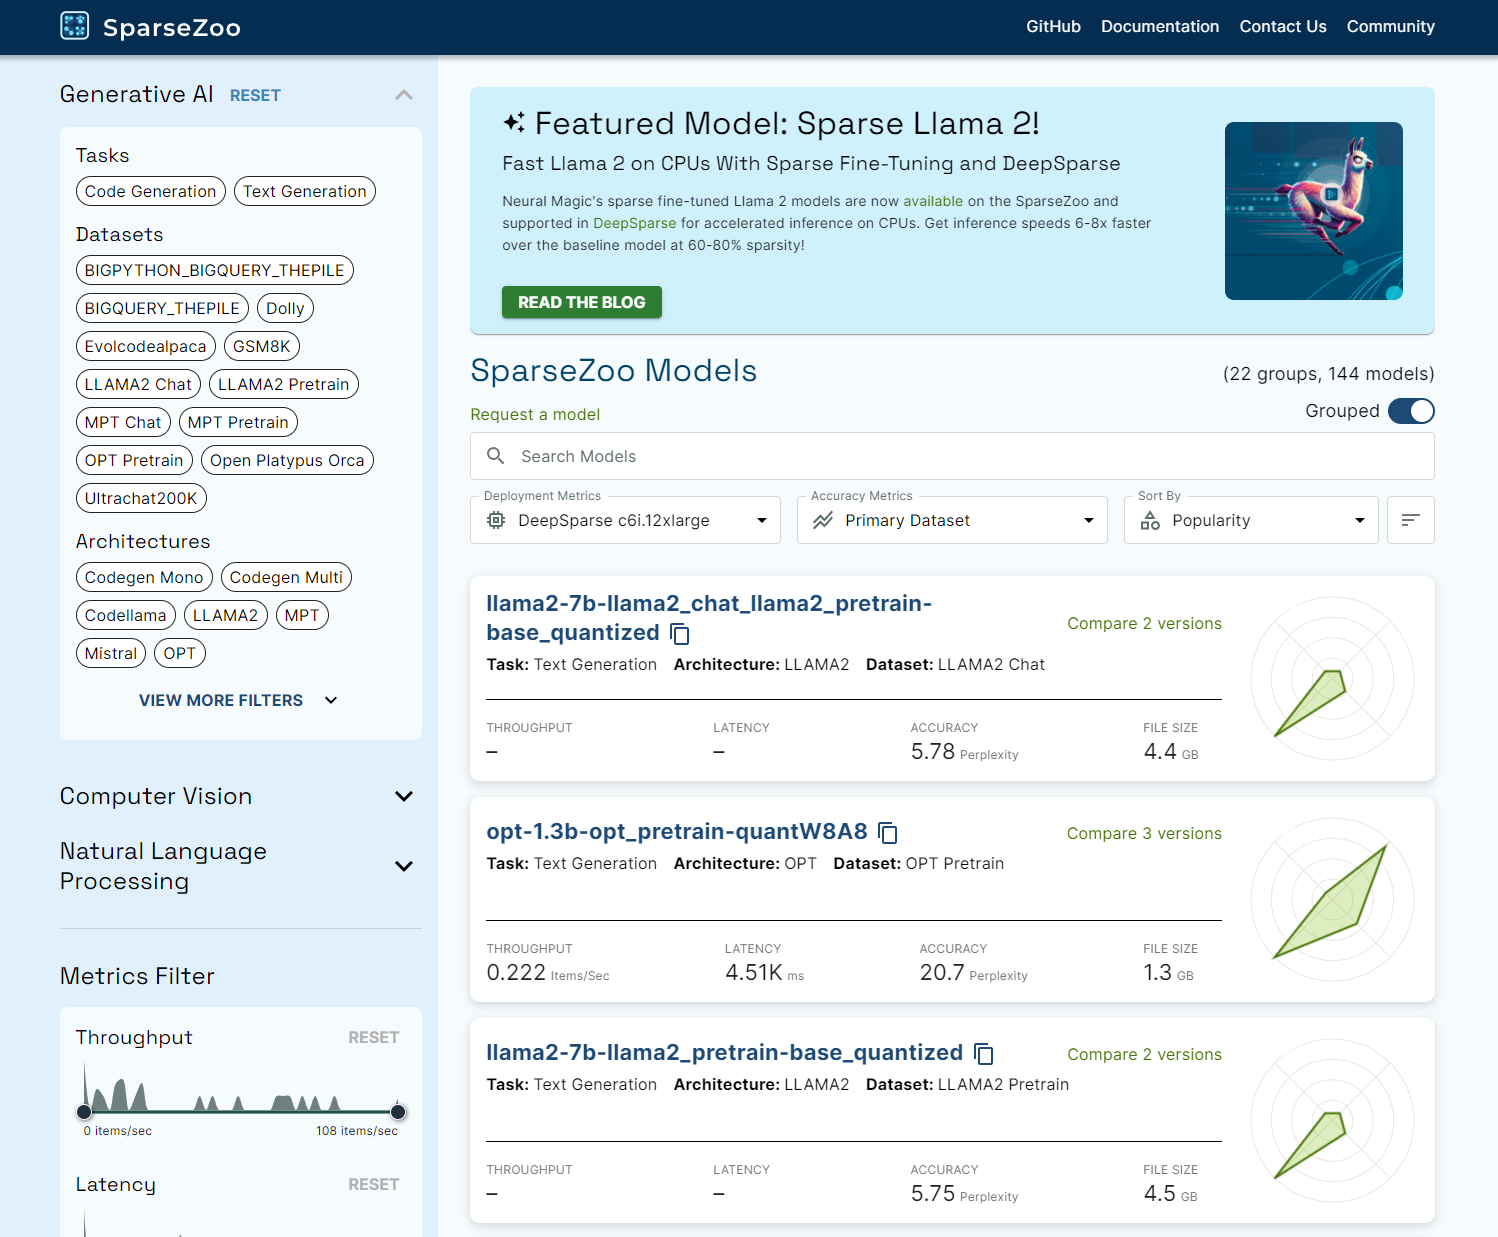 SparseZoo
GitHub Documentation Contact Us Community
Generative AI RESET
Tasks
Code Generation Text Generation
Datasets
BIGPYTHON_BIGQUERY_THEPILE
BIGQUERY_THEPILE Dolly
Evolcodealpaca GSM8K
LLAMA2 Chat LLAMA2 Pretrain
MPT Chat MPT Pretrain
OPT Pretrain Open Platypus Orca
Ultrachat200K
Architectures
Codegen Mono Codegen Multi
Codellama LLAMA2 MPT
Mistral OPT
VIEW MORE FILTERS
Computer Vision
Natural Language
Processing
Metrics Filter
Throughput RESET
0 items/sec 108 items/sec
Latency RESET
Featured Model: Sparse Llama 2!
Fast Llama 2 on CPUs With Sparse Fine-Tuning and DeepSparse
Neural Magic's sparse fine-tuned Llama 2 models are now available on the SparseZoo and
supported in DeepSparse for accelerated inference on CPUs. Get inference speeds 6-8x faster
over the baseline model at 60-80% sparsity!
READ THE BLOG
SparseZoo Models
(22 groups, 144 models)
Request a model
Grouped
Search Models
Deployment Metrics Accuracy Metrics Sort By
DeepSparse c6i.12xlarge Primary Dataset Popularity
llama2-7b-llama2_chat_llama2_pretrain-
base_quantized
Compare 2 versions
Task: Text Generation Architecture: LLAMA2 Dataset: LLAMA2 Chat
THROUGHPUT LATENCY ACCURACY FILE SIZE
– – 5.78 Perplexity 4.4 GB
opt-1.3b-opt_pretrain-quantW8A8
Compare 3 versions
Task: Text Generation Architecture: OPT Dataset: OPT Pretrain
THROUGHPUT LATENCY ACCURACY FILE SIZE
0.222 Items/Sec 4.51K ms 20.7 Perplexity 1.3 GB
llama2-7b-llama2_pretrain-base_quantized
Compare 2 versions
Task: Text Generation Architecture: LLAMA2 Dataset: LLAMA2 Pretrain
THROUGHPUT LATENCY ACCURACY FILE SIZE
– – 5.75 Perplexity 4.5 GB